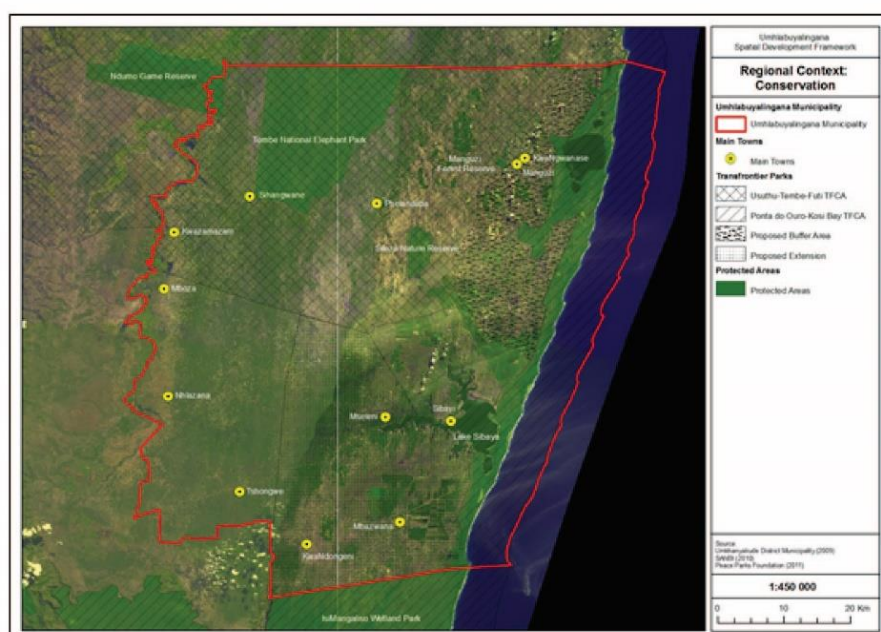 Umhlabuyalingana
Spatial Development Framework
Regional Context:
Conservation
Umhlabuyalingana Municipality
Umhlabuyalingana Municipality
Main Towns
Main Towns
Transfrontier Parks
Usuthu-Tembe-Futi TFCA
Ponta do Ouro-Kosi Bay TFCA
Proposed Buffer Area
Proposed Extension
Protected Areas
Protected Areas
Source
Umkhanyakude District Municipality (2009)
SANBI (2010)
Peace Parks Foundation (2011)
1:450 000
0 10 20 Km
Ndumo Game Reserve
Tembe National Elephant Park
Manguzi
Forest Reserve
KwaNgwanase
Manguzi
Sihangwane
Phelandaba
KwaZamazam
Sileza Nature Reserve
Mboza
Nhlazana
Mseleni
Sibayi
Lake Sibaya
Tshongwe
Mbazwana
KwaNdongeni
Wetland Park